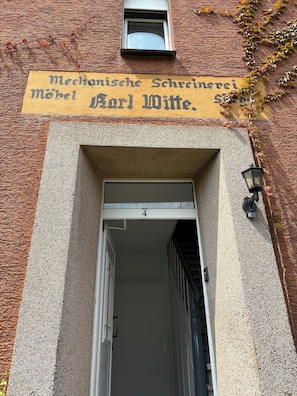 Mechanische Schreinerei
Möbel Karl Witte.
4